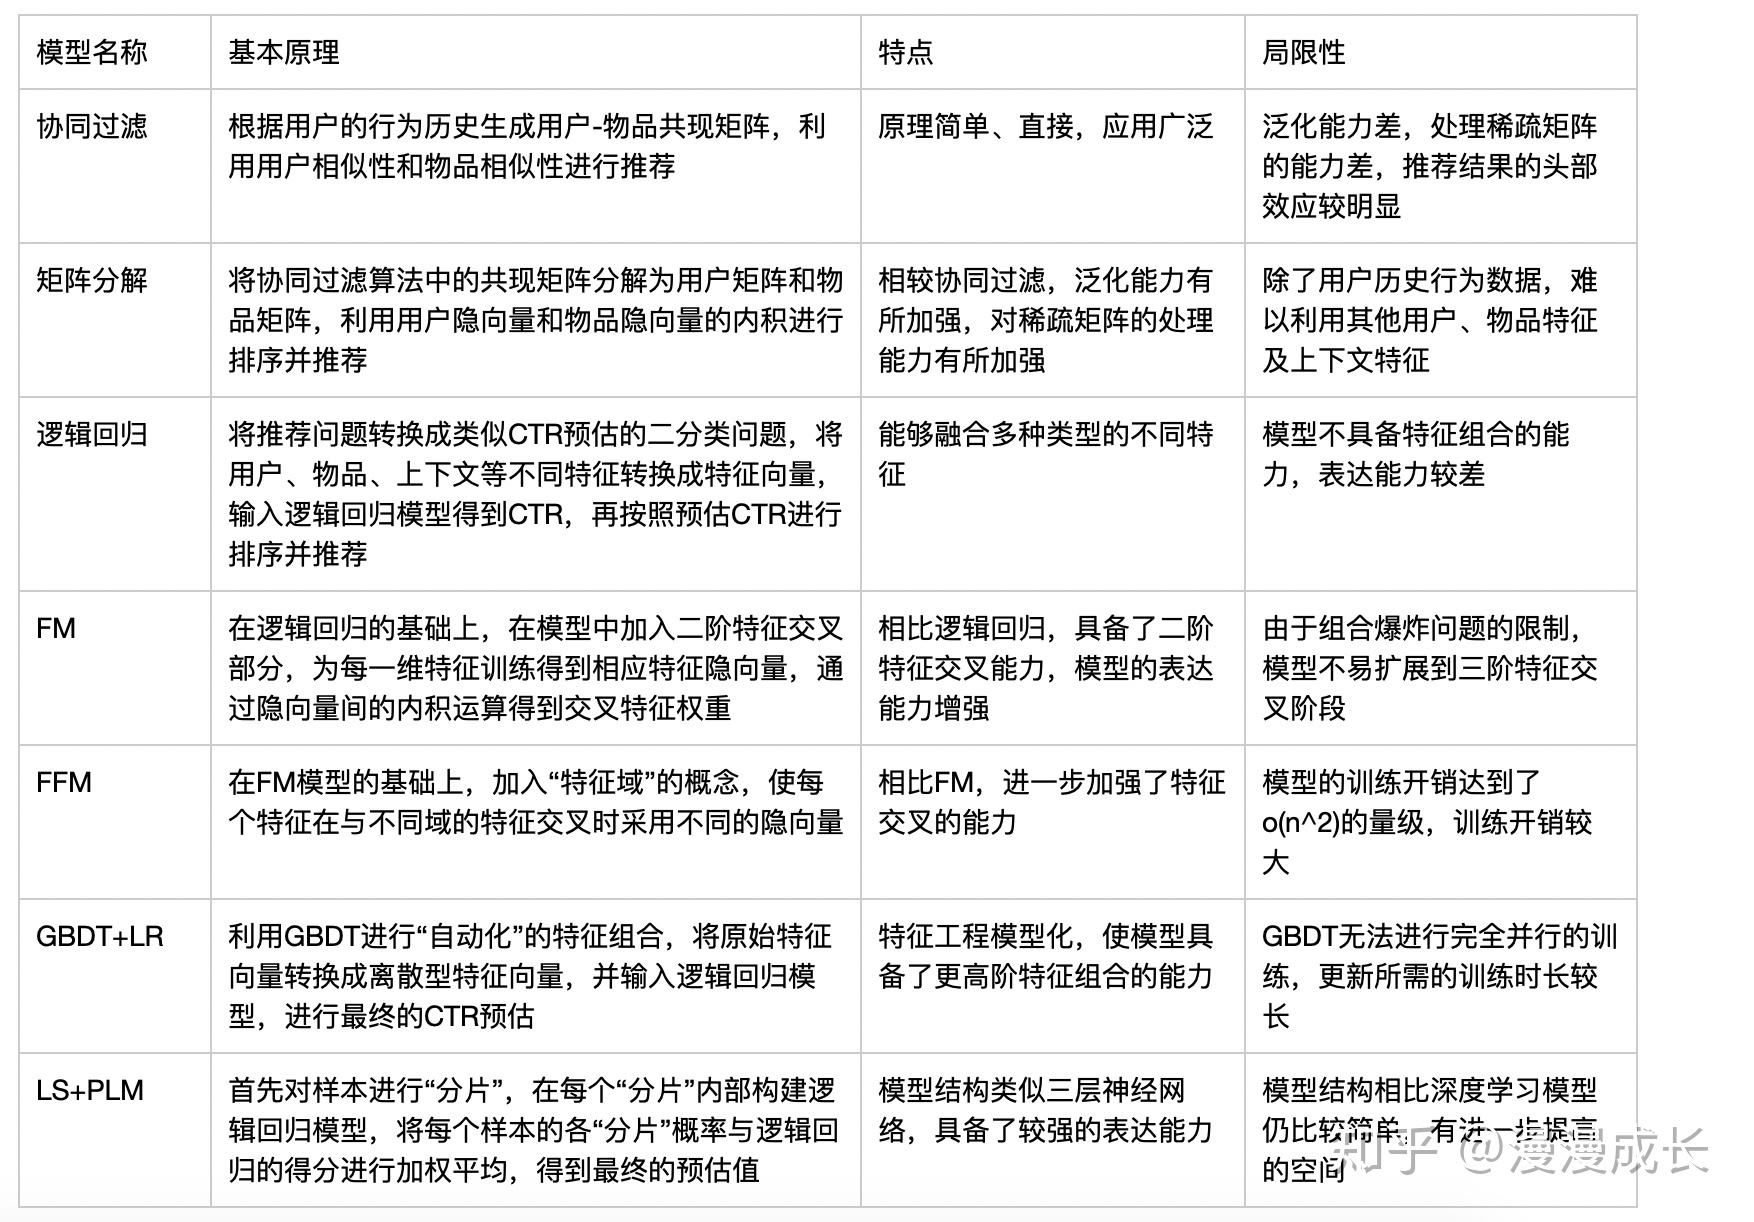 模型名称
基本原理
特点
局限性
协同过滤
根据用户的行为历史生成用户-物品共现矩阵，利
用用户相似性和物品相似性进行推荐
原理简单、直接，应用广泛
泛化能力差，处理稀疏矩阵
的能力差，推荐结果的头部
效应较明显
矩阵分解
将协同过滤算法中的共现矩阵分解为用户矩阵和物
品矩阵，利用用户隐向量和物品隐向量的内积进行
排序并推荐
相较协同过滤，泛化能力有
所加强，对稀疏矩阵的处理
能力有所加强
除了用户历史行为数据，难
以利用其他用户、物品特征
及上下文特征
逻辑回归
将推荐问题转换成类似CTR预估的二分类问题，将
用户、物品、上下文等不同特征转换成特征向量，
输入逻辑回归模型得到CTR，再按照预估CTR进行
排序并推荐
能够融合多种类型的不同特
征
模型不具备特征组合的能
力，表达能力较差
FM
在逻辑回归的基础上，在模型中加入二阶特征交叉
部分，为每一维特征训练得到相应特征隐向量，通
过隐向量间的内积运算得到交叉特征权重
相比逻辑回归，具备了二阶
特征交叉能力，模型的表达
能力增强
由于组合爆炸问题的限制，
模型不易扩展到三阶特征交
叉阶段
FFM
在FM模型的基础上，加入“特征域”的概念，使每
个特征在与不同域的特征交叉时采用不同的隐向量
相比FM，进一步加强了特征
交叉的能力
模型的训练开销达到了
o(n^2)的量级，训练开销较
大
GBDT+LR
利用GBDT进行“自动化”的特征组合，将原始特征
向量转换成离散型特征向量，并输入逻辑回归模
型，进行最终的CTR预估
特征工程模型化，使模型具
备了更高阶特征组合的能力
GBDT无法进行完全并行的训
练，更新所需的训练时长较
长
LS+PLM
首先对样本进行“分片”，在每个“分片”内部构建逻
辑回归模型，将每个样本的各“分片”概率与逻辑回
归的得分进行加权平均，得到最终的预估值
模型结构类似三层神经网
络，具备了较强的表达能力
模型结构相比深度学习模型
仍比较简单，有进一步提高
的空间
知乎 @漫漫成长